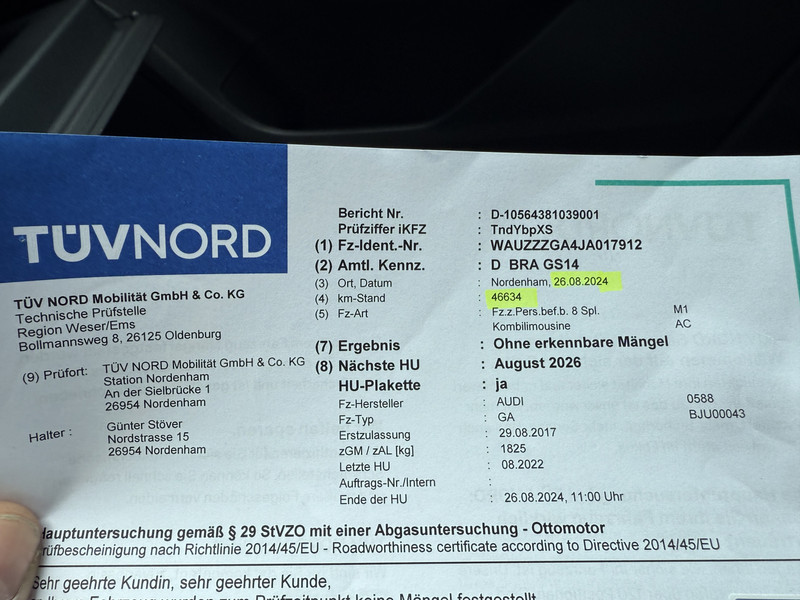 TÜVNORD
TÜV NORD Mobilität GmbH & Co. KG
Technische Prüfstelle
Region Weser/Ems
Bollmannsweg 8, 26125 Oldenburg
(9) Prüfort: TÜV NORD Mobilität GmbH & Co. KG
Station Nordenham
An der Sielbrücke 1
26954 Nordenham
Halter : Günter Stöver
Nordstrasse 15
26954 Nordenham
Bericht Nr. : D-10564381039001
Prüfziffer iKFZ : TndYbpXS
(1) Fz-Ident.-Nr. : WAUZZZGA4JA017912
(2) Amtl. Kennz. : D BRA GS14
(3) Ort, Datum : Nordenham, 26.08.2024
(4) km-Stand : 46634
(5) Fz-Art : Fz.z.Pers.bef.b. 8 Spl. M1
Kombilimousine AC
(7) Ergebnis : Ohne erkennbare Mängel
(8) Nächste HU : August 2026
HU-Plakette : ja
Fz-Hersteller : AUDI 0588
Fz-Typ : GA BJU00043
Erstzulassung : 29.08.2017
zGM / zAL [kg] : 1825
Letzte HU : 08.2022
Auftrags-Nr./Intern :
Ende der HU : 26.08.2024, 11:00 Uhr
Hauptuntersuchung gemäß § 29 StVZO mit einer Abgasuntersuchung - Ottomotor
Prüfbescheinigung nach Richtlinie 2014/45/EU - Roadworthiness certificate according to Directive 2014/45/EU
Sehr geehrte Kundin, sehr geehrter Kunde,
Fahrzeug wurden zum Prüfzeitpunkt keine Mängel festgestellt